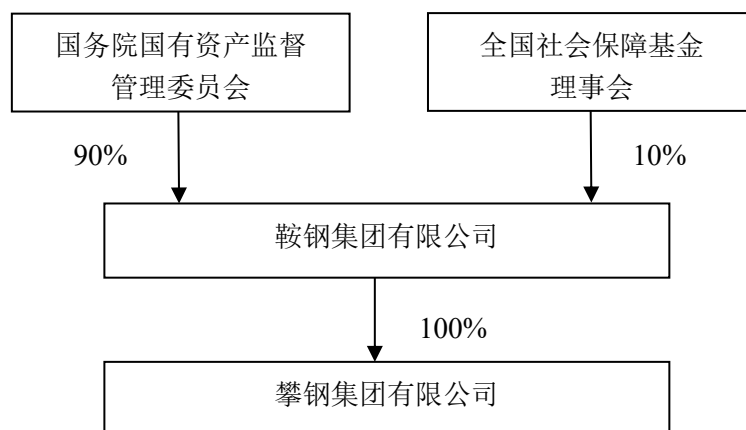 国务院国有资产监督
管理委员会
全国社会保障基金
理事会
90%
10%
鞍钢集团有限公司
100%
攀钢集团有限公司